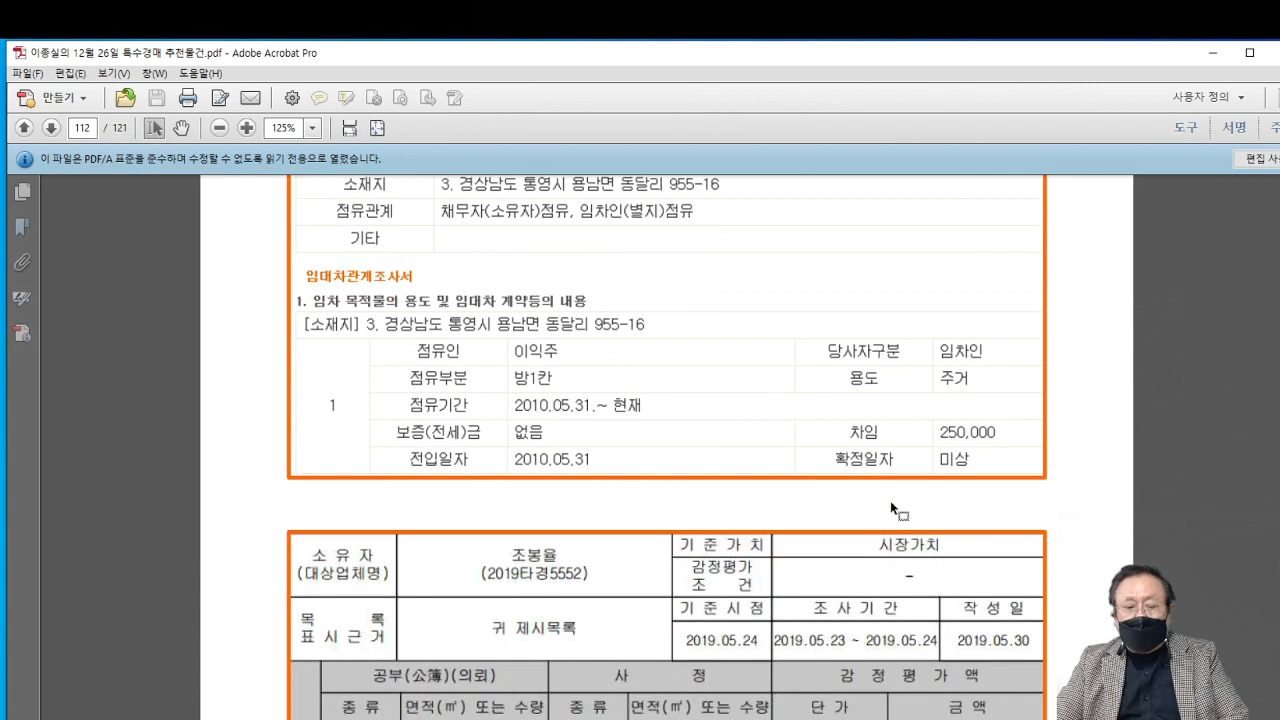 이종실의 12월 26일 특수경매 추천물건.pdf - Adobe Acrobat Pro
파일(F) 편집(E) 보기(V) 창(W) 도움말(H)
만들기 사용자 정의
112 / 121 125% 도구 서명
이 파일은 PDF/A 표준을 준수하며 수정할 수 없도록 읽기 전용으로 열렸습니다. 편집 사
소재지 3. 경상남도 통영시 용남면 동달리 955-16
점유관계 채무자(소유자)점유, 임차인(별지)점유
기타
임대차관계조사서
1. 임차 목적물의 용도 및 임대차 계약등의 내용
[소재지] 3. 경상남도 통영시 용남면 동달리 955-16
점유인 이익주 당사자구분 임차인
점유부분 방1칸 용도 주거
1 점유기간 2010.05.31.~ 현재
보증(전세)금 없음 차임 250,000
전입일자 2010.05.31 확정일자 미상
소 유 자 조봉율 기 준 가 치 시장가치
(대상업체명) (2019타경5552) 감정평가 -
조 건
목 록 귀 제시목록 기 준 시 점 조 사 기 간 작 성 일
표 시 근 거 2019.05.24 2019.05.23 ~ 2019.05.24 2019.05.30
공부(公簿)(의뢰) 사 정 감 정 평 가 액
종 류 면적(㎡) 또는 수량 종 류 면적(㎡) 또는 수량 단 가 금 액